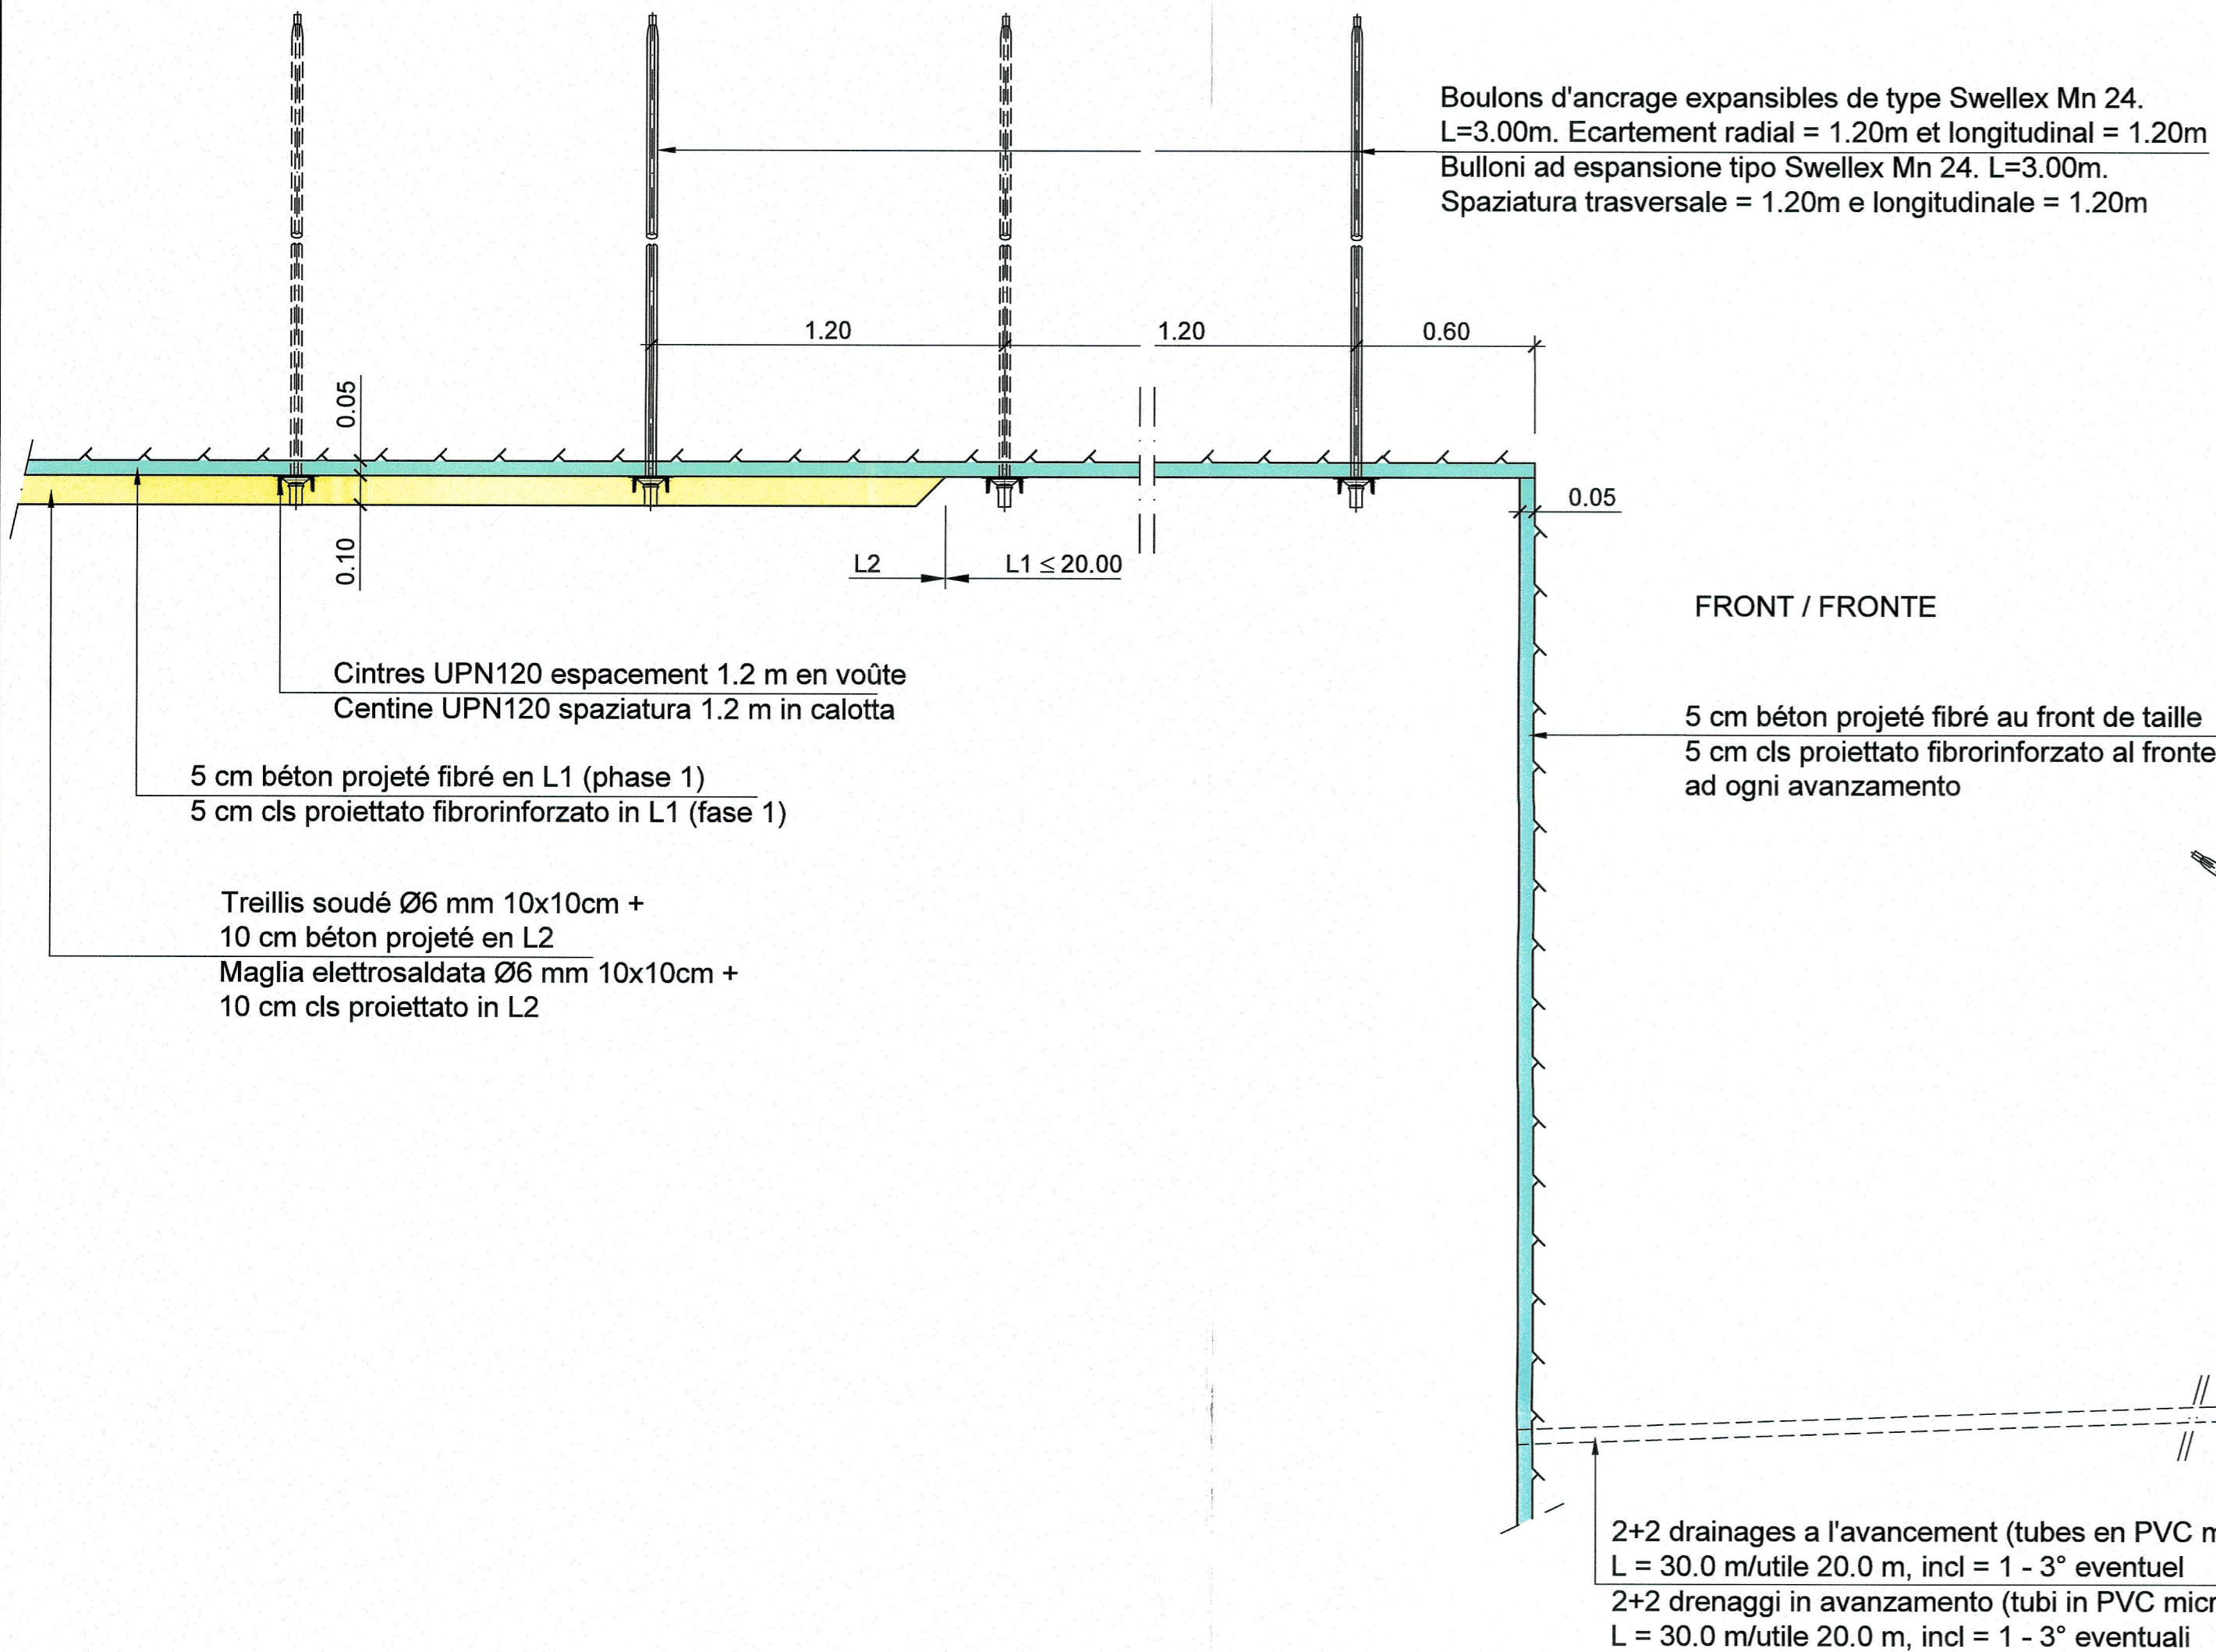 Boulons d'ancrage expansibles de type Swellex Mn 24.
L=3.00m. Ecartement radial = 1.20m et longitudinal = 1.20m
Bulloni ad espansione tipo Swellex Mn 24. L=3.00m.
Spaziatura trasversale = 1.20m e longitudinale = 1.20m
1.20
1.20
0.60
0.05
0.10
0.05
L2
L1 ≤ 20.00
FRONT / FRONTE
Cintres UPN120 espacement 1.2 m en voûte
Centine UPN120 spaziatura 1.2 m in calotta
5 cm béton projeté fibré au front de taille
5 cm cls proiettato fibrorinforzato al fronte
ad ogni avanzamento
5 cm béton projeté fibré en L1 (phase 1)
5 cm cls proiettato fibrorinforzato in L1 (fase 1)
Treillis soudé Ø6 mm 10x10cm +
10 cm béton projeté en L2
Maglia elettrosaldata Ø6 mm 10x10cm +
10 cm cls proiettato in L2
2+2 drainages a l'avancement (tubes en PVC
L = 30.0 m/utile 20.0 m, incl = 1 - 3° eventuel
2+2 drenaggi in avanzamento (tubi in PVC micr
L = 30.0 m/utile 20.0 m, incl = 1 - 3° eventuali